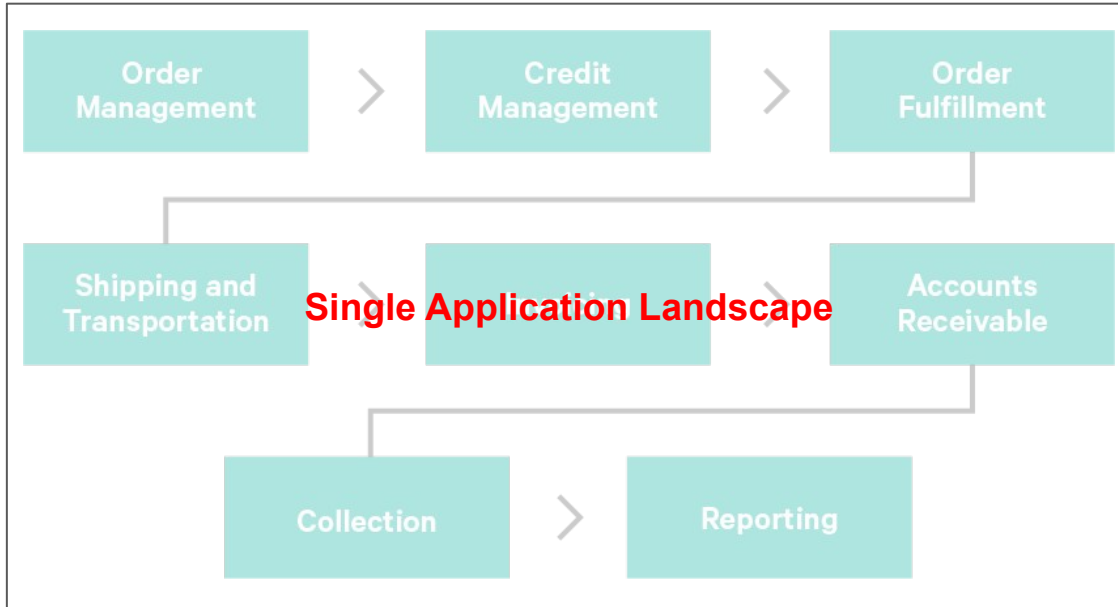 Order
Management
Credit
Management
Order
Fulfillment
Shipping and
Transportation
Single Application Landscape
Accounts
Receivable
Collection
Reporting